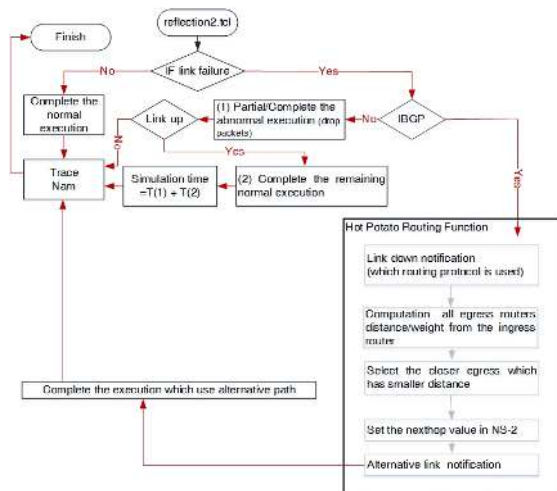 reflection2.tcl
Finish
IF link failure
No
Yes
Complete the
normal
execution
Link up
(1) Partial/Complete the
abnormal execution (drop
packets)
No
IBGP
No
Yes
Yes
Trace
Nam
Simulation time
=T(1) + T(2)
(2) Complete the remaining
normal execution
Hot Potato Routing Function
Link down notification
(which routing protocol is used)
Computation all egress routers
distance/weight from the ingress
router
Select the closer egress which
has smaller distance
Complete the execution which use alternative path
Set the nexthop value in NS-2
Alternative link notification